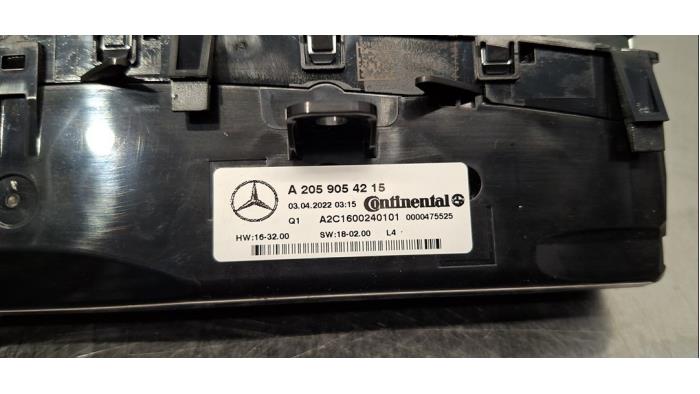 A 205 905 42 15
03.04.2022 03:15 Continental
Q1 A2C1600240101 0000475525
HW:16-32.00 SW:18-02.00 L4